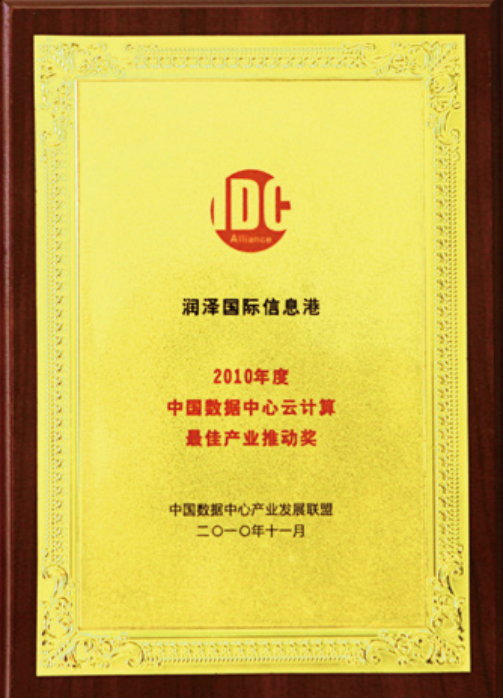 IDC
Alliance
润泽国际信息港
2010年度
中国数据中心云计算
最佳产业推动奖
中国数据中心产业发展联盟
二〇一〇年十一月